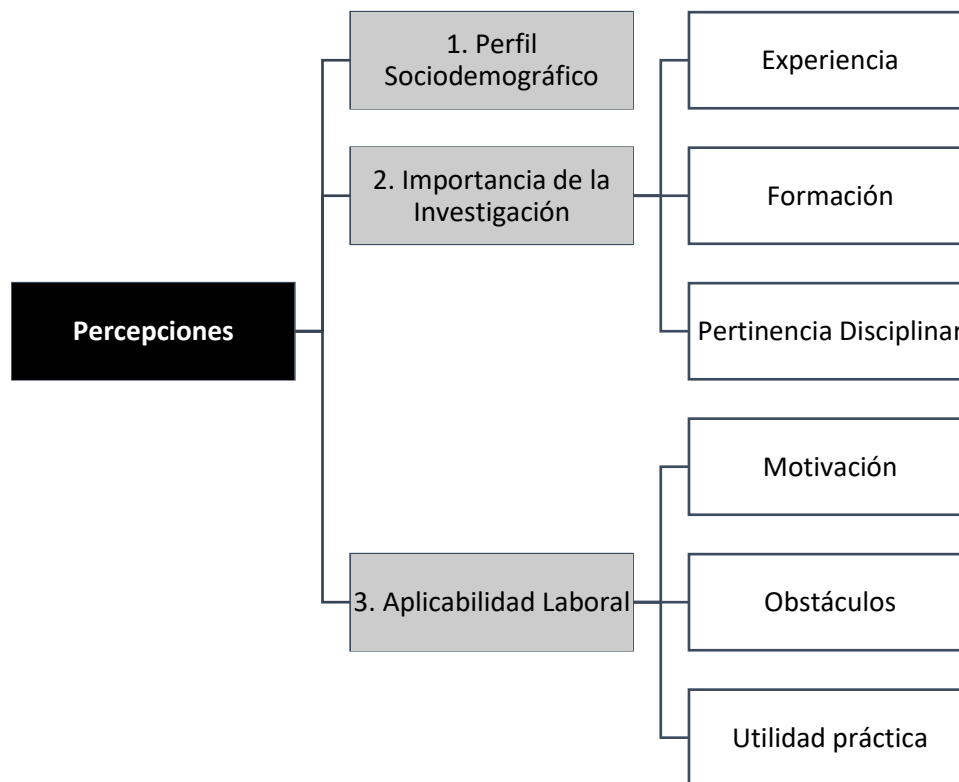 1. Perfil
Sociodemográfico
Experiencia
2. Importancia de la
Investigación
Formación
Percepciones
Pertinencia Disciplinar
Motivación
3. Aplicabilidad Laboral
Obstáculos
Utilidad práctica